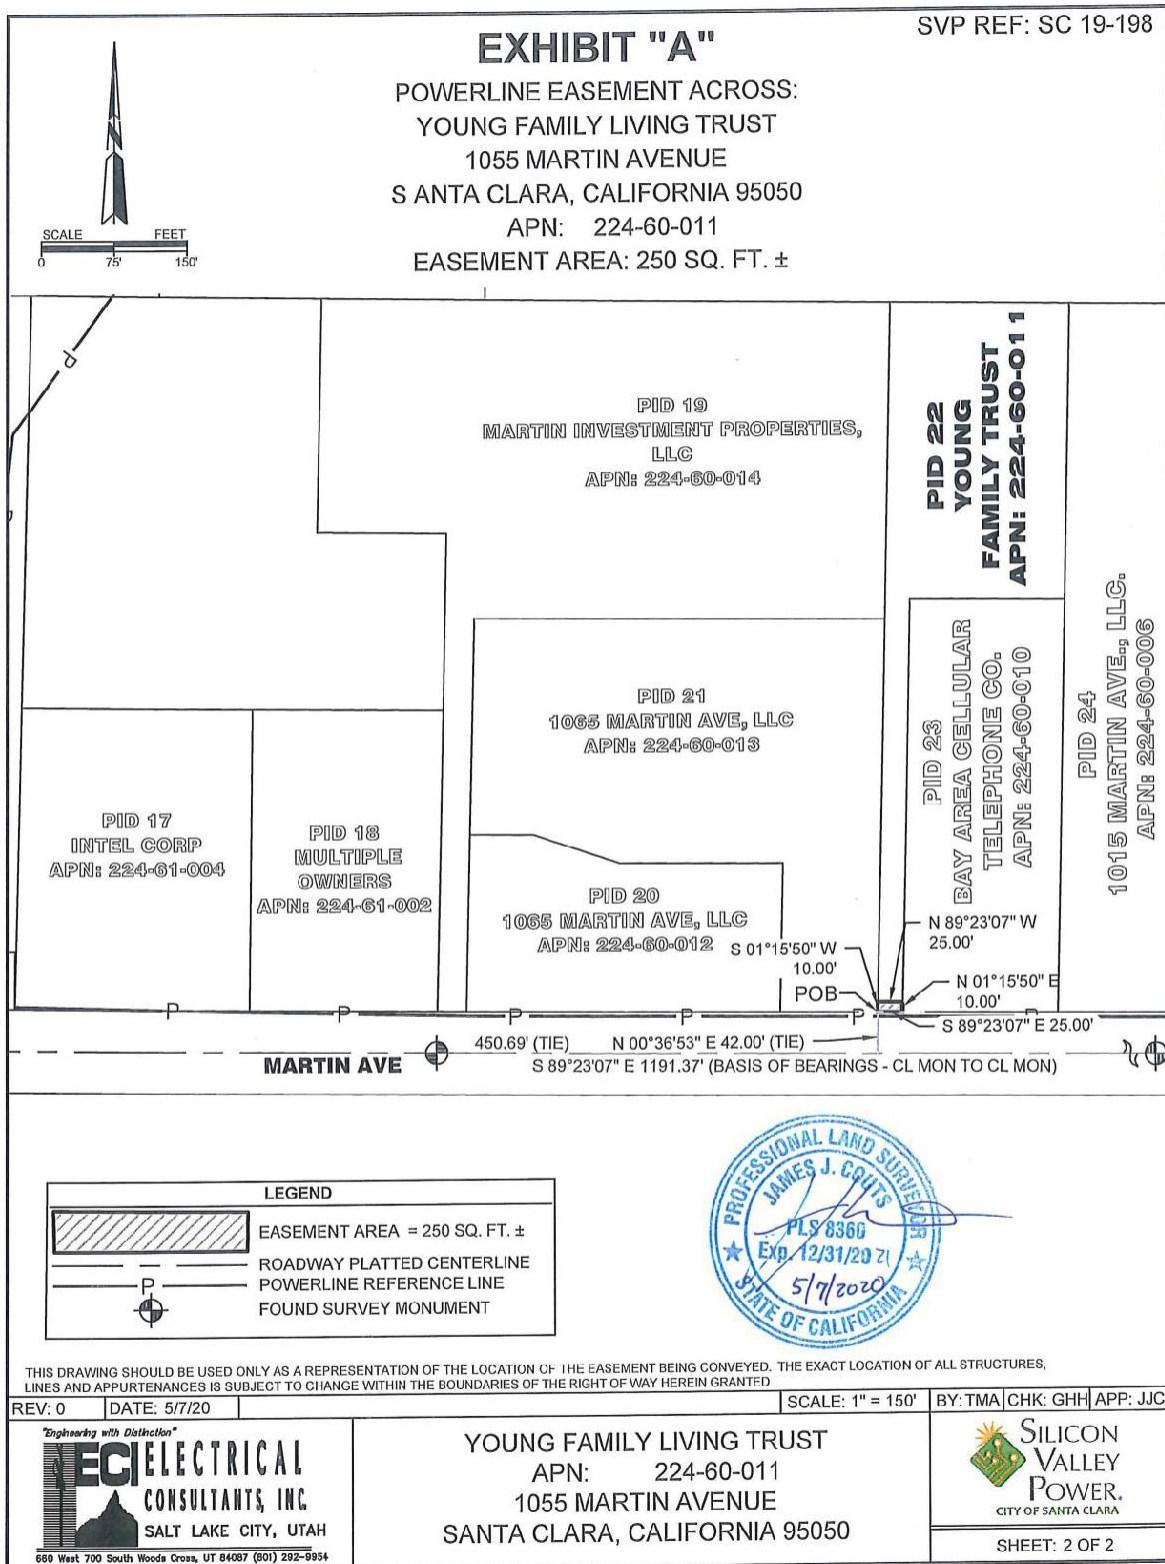 SVP REF: SC 19-198
EXHIBIT "A"
POWERLINE EASEMENT ACROSS:
YOUNG FAMILY LIVING TRUST
1055 MARTIN AVENUE
S ANTA CLARA, CALIFORNIA 95050
APN: 224-60-011
EASEMENT AREA: 250 SQ. FT. ±
N
SCALE FEET
0 75' 150'
P
PID 19
MARTIN INVESTMENT PROPERTIES,
LLC
APN: 224-60-014
PID 22
YOUNG
FAMILY TRUST
APN: 224-60-011
PID 21
1065 MARTIN AVE, LLC
APN: 224-60-013
PID 23
BAY AREA CELLULAR
TELEPHONE CO.
APN: 224-60-010
PID 24
1015 MARTIN AVE., LLC.
APN: 224-60-006
PID 17
INTEL CORP
APN: 224-61-004
PID 18
MULTIPLE
OWNERS
APN: 224-61-002
PID 20
1065 MARTIN AVE, LLC
APN: 224-60-012
S 01°15'50" W
10.00'
POB
N 89°23'07" W
25.00'
N 01°15'50" E
10.00'
S 89°23'07" E 25.00'
P P P P P
450.69' (TIE) N 00°36'53" E 42.00' (TIE)
MARTIN AVE
S 89°23'07" E 1191.37' (BASIS OF BEARINGS - CL MON TO CL MON)
LEGEND
EASEMENT AREA = 250 SQ. FT. ±
ROADWAY PLATTED CENTERLINE
P POWERLINE REFERENCE LINE
FOUND SURVEY MONUMENT
PROFESSIONAL LAND SURVEYOR
JAMES J. COUTS
PLS 8360
Exp. 12/31/2021
5/7/2020
STATE OF CALIFORNIA
THIS DRAWING SHOULD BE USED ONLY AS A REPRESENTATION OF THE LOCATION OF THE EASEMENT BEING CONVEYED. THE EXACT LOCATION OF ALL STRUCTURES,
LINES AND APPURTENANCES IS SUBJECT TO CHANGE WITHIN THE BOUNDARIES OF THE RIGHT OF WAY HEREIN GRANTED
REV: 0 DATE: 5/7/20 SCALE: 1" = 150' BY: TMA CHK: GHH APP: JJC
"Engineering with Distinction"
ECI ELECTRICAL
CONSULTANTS, INC.
SALT LAKE CITY, UTAH
660 West 700 South Woods Cross, UT 84087 (801) 292-9954
YOUNG FAMILY LIVING TRUST
APN: 224-60-011
1055 MARTIN AVENUE
SANTA CLARA, CALIFORNIA 95050
SILICON
VALLEY
POWER.
CITY OF SANTA CLARA
SHEET: 2 OF 2